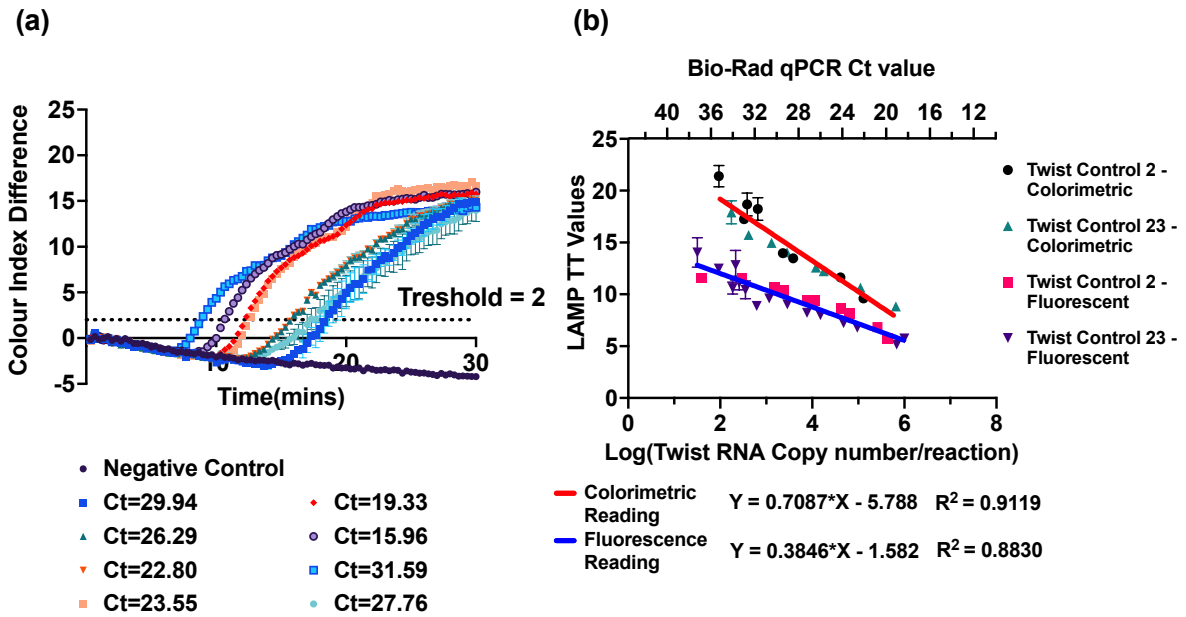 (a)
Colour Index Difference
25
20
15
10
5
0
-5
10
20
30
Treshold = 2
Time(mins)
Negative Control
Ct=29.94
Ct=26.29
Ct=22.80
Ct=23.55
Ct=19.33
Ct=15.96
Ct=31.59
Ct=27.76
(b)
Bio-Rad qPCR Ct value
40 36 32 28 24 20 16 12
LAMP TT Values
25
20
15
10
5
0
0 2 4 6 8
Log(Twist RNA Copy number/reaction)
Twist Control 2 -
Colorimetric
Twist Control 23 -
Colorimetric
Twist Control 2 -
Fluorescent
Twist Control 23 -
Fluorescent
Colorimetric
Reading
Y = 0.7087*X - 5.788 R² = 0.9119
Fluorescence
Reading
Y = 0.3846*X - 1.582 R² = 0.8830